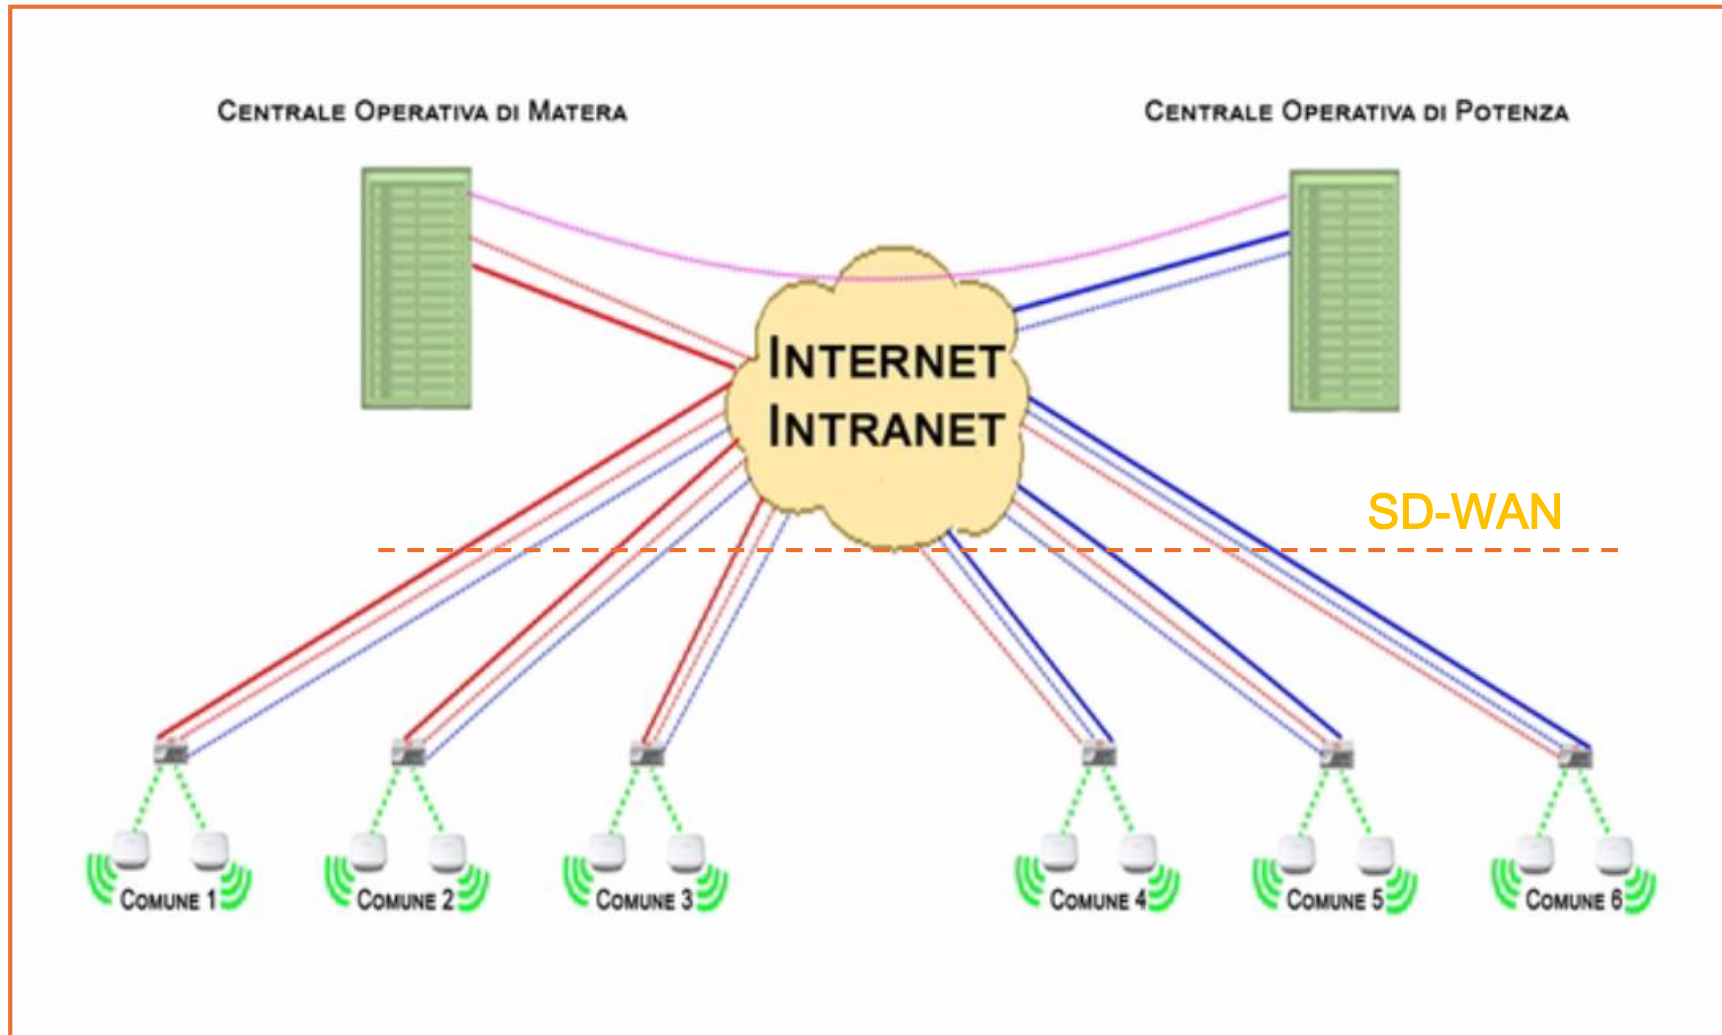 Centrale Operativa di Matera
Centrale Operativa di Potenza
Internet
Intranet
SD-WAN
Comune 1
Comune 2
Comune 3
Comune 4
Comune 5
Comune 6